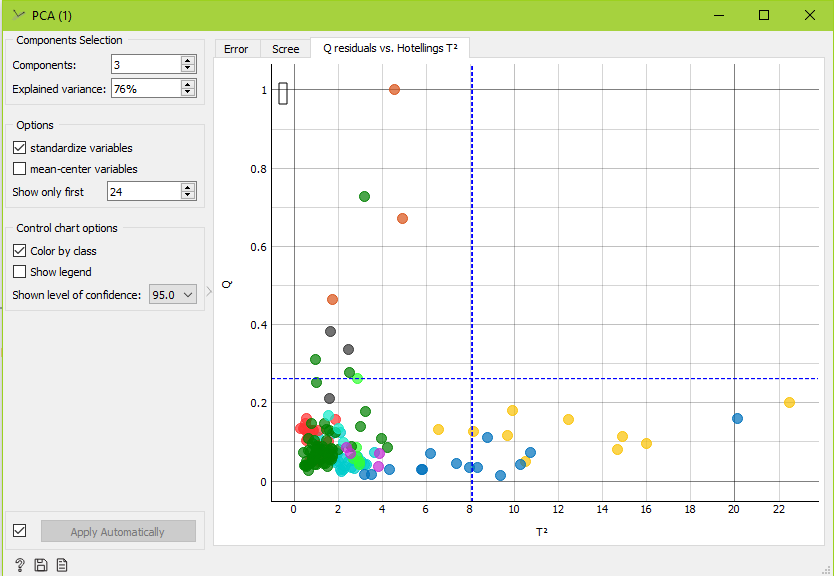 PCA (1)
Components Selection
Components: 3
Explained variance: 76%
Options
standardize variables
mean-center variables
Show only first 24
Control chart options
Color by class
Show legend
Shown level of confidence: 95.0
Apply Automatically
Error Scree Q residuals vs. Hotellings T²
1
0.8
0.6
0.4
0.2
0
Q
0 2 4 6 8 10 12 14 16 18 20 22
T²